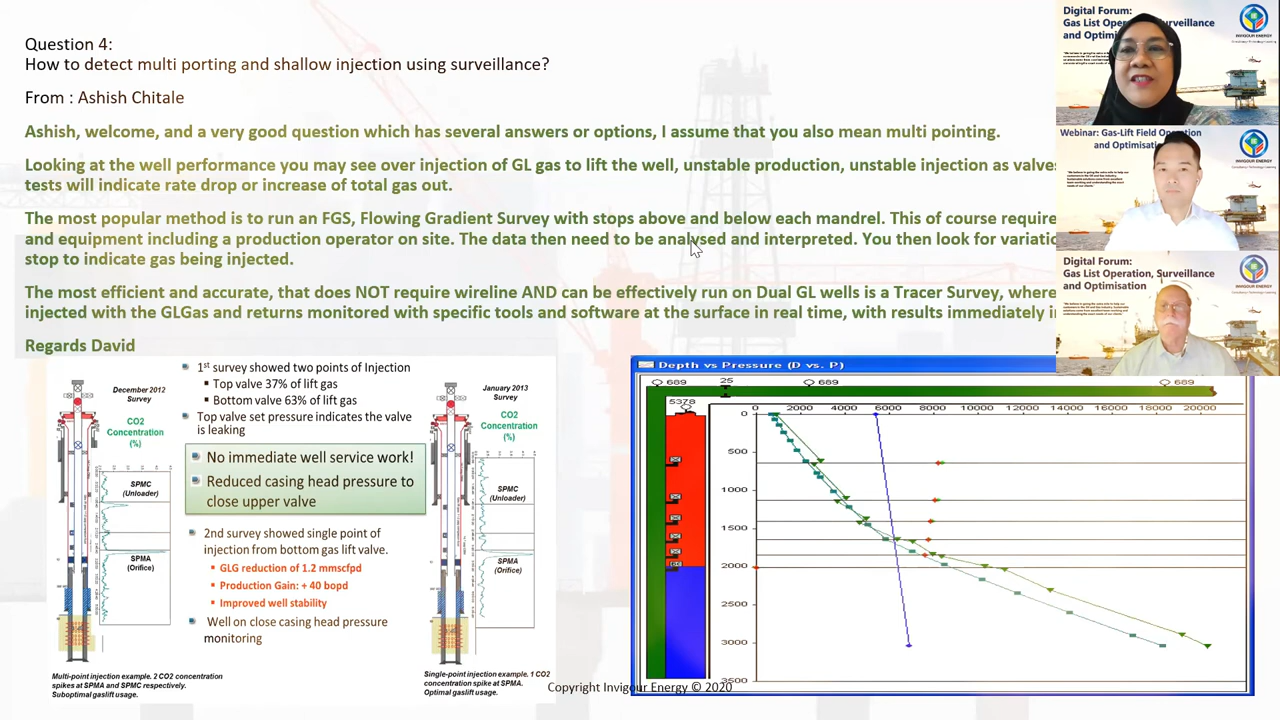 Question 4:
How to detect multi porting and shallow injection using surveillance?
From : Ashish Chitale
Ashish, welcome, and a very good question which has several answers or options, I assume that you also mean multi pointing.
Looking at the well performance you may see over injection of GL gas to lift the well, unstable production, unstable injection as valves
tests will indicate rate drop or increase of total gas out.
The most popular method is to run an FGS, Flowing Gradient Survey with stops above and below each mandrel. This of course require
and equipment including a production operator on site. The data then need to be analysed and interpreted. You then look for variatio
stop to indicate gas being injected.
The most efficient and accurate, that does NOT require wireline AND can be effectively run on Dual GL wells is a Tracer Survey, where
injected with the GLGas and returns monitored with specific tools and software at the surface in real time, with results immediately i
Regards David
December 2012
Survey
CO2
Concentration
(%)
SPMC
(Unloader)
SPMA
(Orifice)
Multi-point injection example. 2 CO2 concentration
spikes at SPMA and SPMC respectively.
Suboptimal gaslift usage.
1st survey showed two points of Injection
Top valve 37% of lift gas
Bottom valve 63% of lift gas
Top valve set pressure indicates the valve
is leaking
No immediate well service work!
Reduced casing head pressure to
close upper valve
2nd survey showed single point of
injection from bottom gas lift valve.
GLG reduction of 1.2 mmscfpd
Production Gain: + 40 bopd
Improved well stability
Well on close casing head pressure
monitoring
January 2013
Survey
CO2
Concentration
(%)
SPMC
(Unloader)
SPMA
(Orifice)
Single-point injection example. 1 CO2
concentration spike at SPMA.
Optimal gaslift usage.
Depth vs Pressure (D vs. P)
689 25 689 689
5378
0 2000 4000 6000 8000 10000 12000 14000 16000 18000 20000
0
500
1000
1500
2000
2500
3000
3500
Copyright Invigour Energy © 2020
Digital Forum:
Gas List Operation, Surveillance
and Optimi
INVIGOUR ENERGY
Webinar: Gas-Lift Field Operation
and Optimisatio
INVIGOUR ENERGY
Digital Forum:
Gas List Operation, Surveillance
and Optimisation
INVIGOUR ENERGY